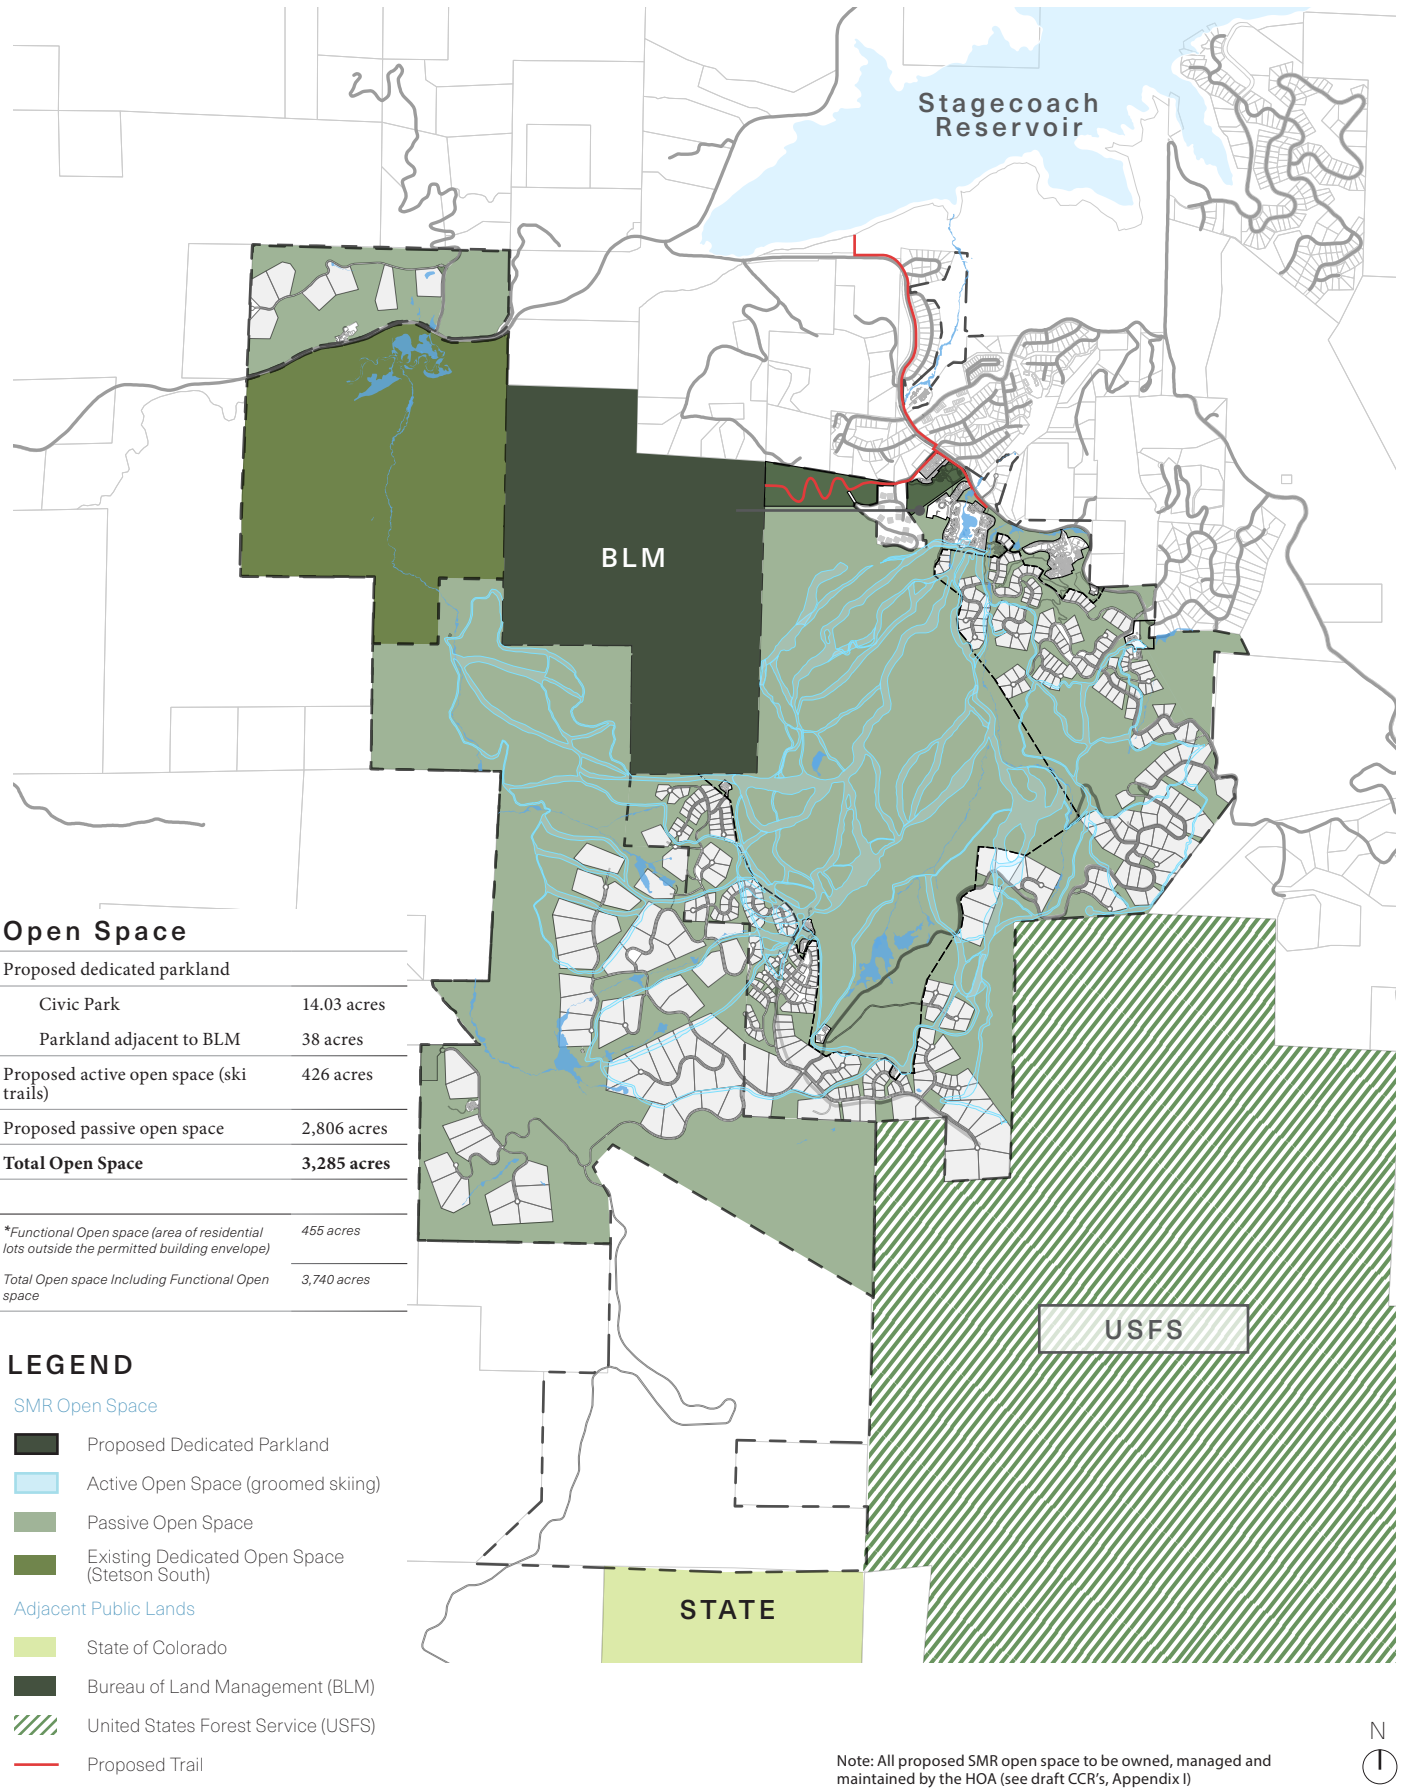 Stagecoach
Reservoir
BLM
Open Space
Proposed dedicated parkland
Civic Park 14.03 acres
Parkland adjacent to BLM 38 acres
Proposed active open space (ski 426 acres
trails)
Proposed passive open space 2,806 acres
Total Open Space 3,285 acres
*Functional Open space (area of residential 455 acres
lots outside the permitted building envelope)
Total Open space Including Functional Open 3,740 acres
space
USFS
LEGEND
SMR Open Space
Proposed Dedicated Parkland
Active Open Space (groomed skiing)
Passive Open Space
Existing Dedicated Open Space
(Stetson South)
Adjacent Public Lands
State of Colorado
Bureau of Land Management (BLM)
United States Forest Service (USFS)
Proposed Trail
STATE
N
Note: All proposed SMR open space to be owned, managed and
maintained by the HOA (see draft CCR's, Appendix I)